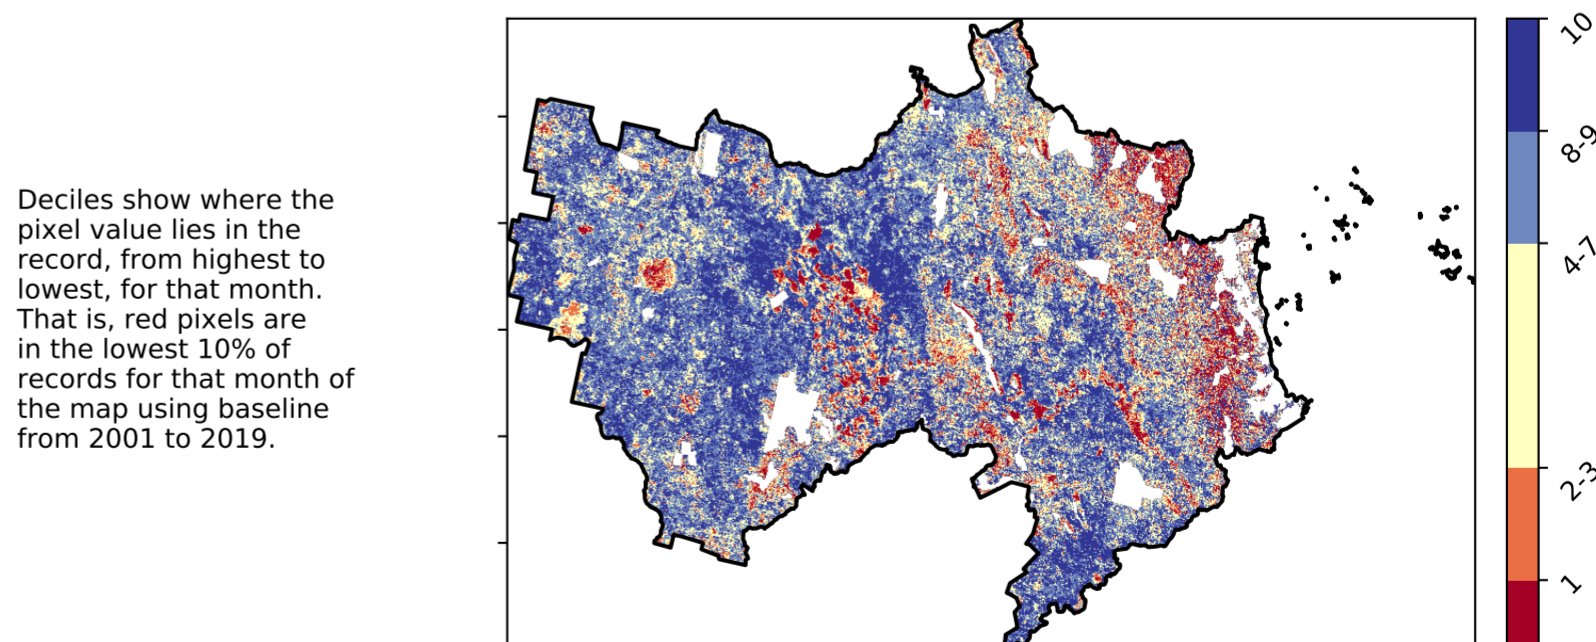 Deciles show where the
pixel value lies in the
record, from highest to
lowest, for that month.
That is, red pixels are
in the lowest 10% of
records for that month of
the map using baseline
from 2001 to 2019.
10
8-9
4-7
2-3
1